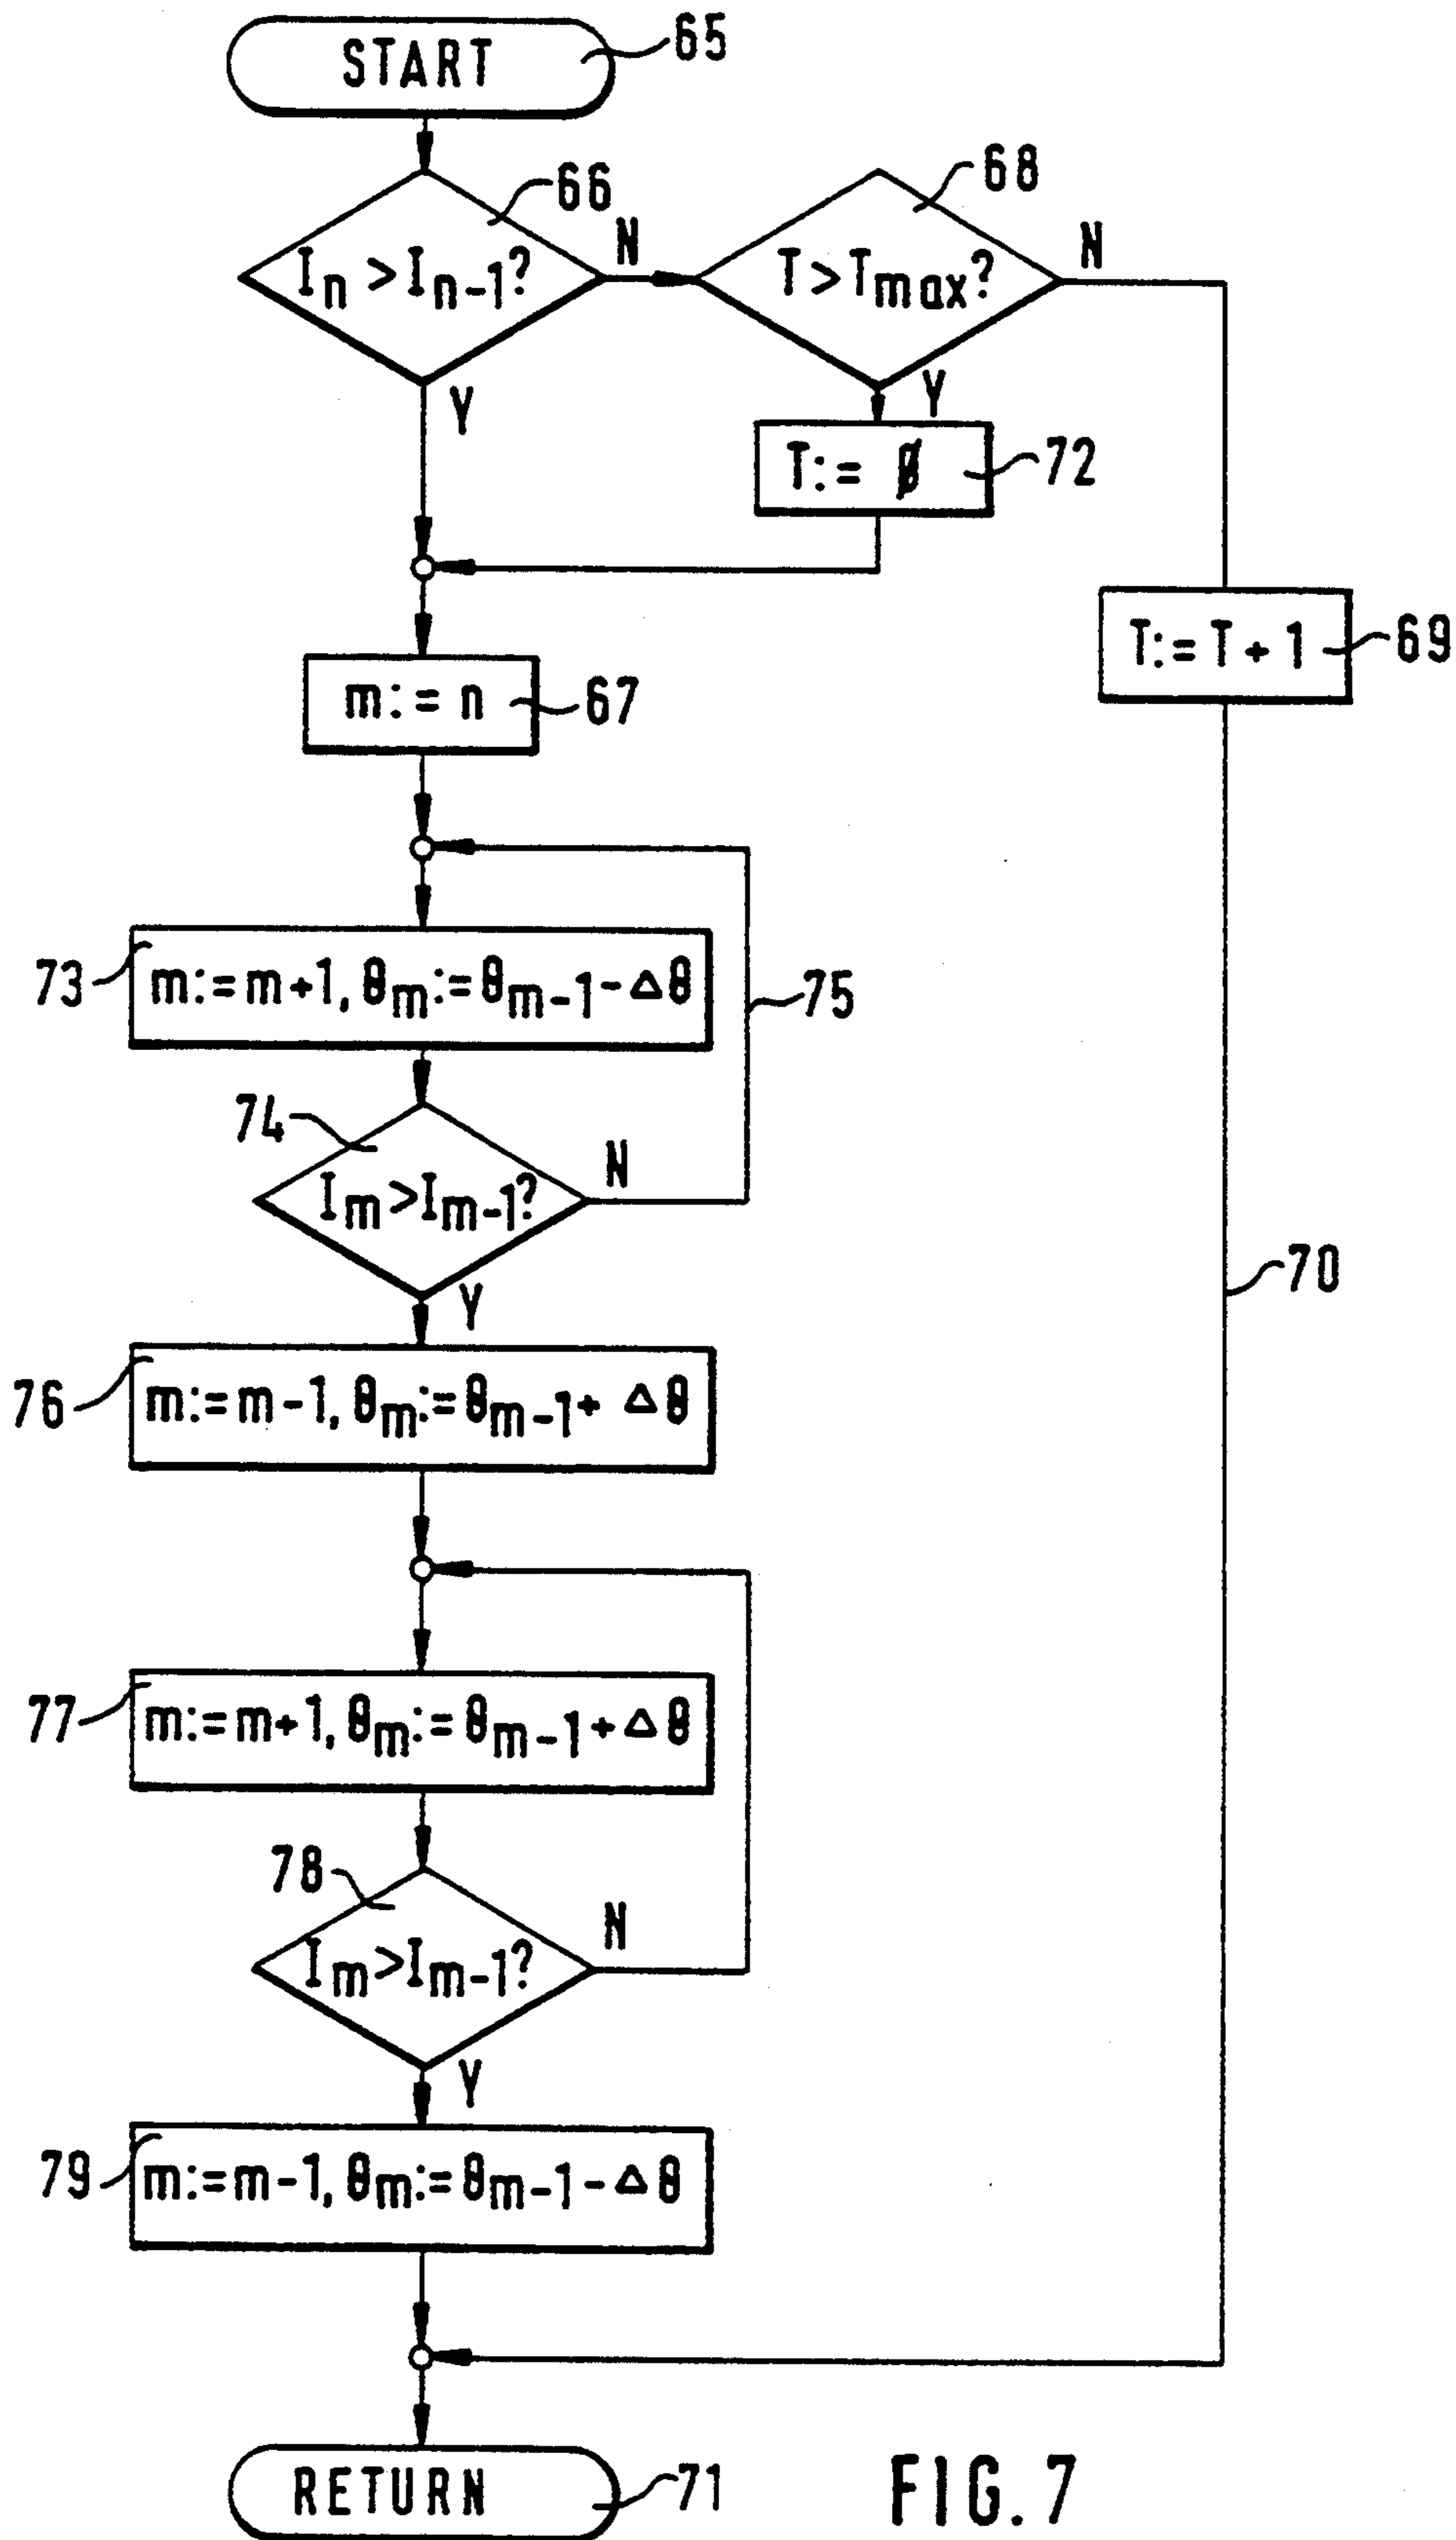 START
65
66
Iₙ > Iₙ₋₁?
N
Y
68
T > Tmax?
N
Y
T := Ø
72
T := T + 1
69
m := n
67
73
m := m+1, θm := θm-1 - Δθ
75
74
Im > Im-1?
N
Y
70
76
m := m-1, θm := θm-1 + Δθ
77
m := m+1, θm := θm-1 + Δθ
78
Im > Im-1?
N
Y
79
m := m-1, θm := θm-1 - Δθ
RETURN
71
FIG. 7